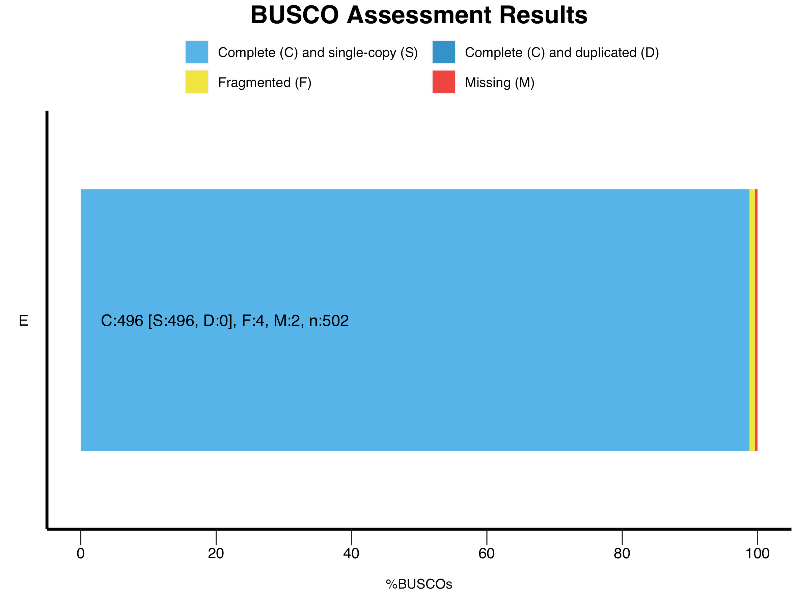 BUSCO Assessment Results
Complete (C) and single-copy (S)
Complete (C) and duplicated (D)
Fragmented (F)
Missing (M)
E
C:496 [S:496, D:0], F:4, M:2, n:502
0
20
40
60
80
100
%BUSCOs